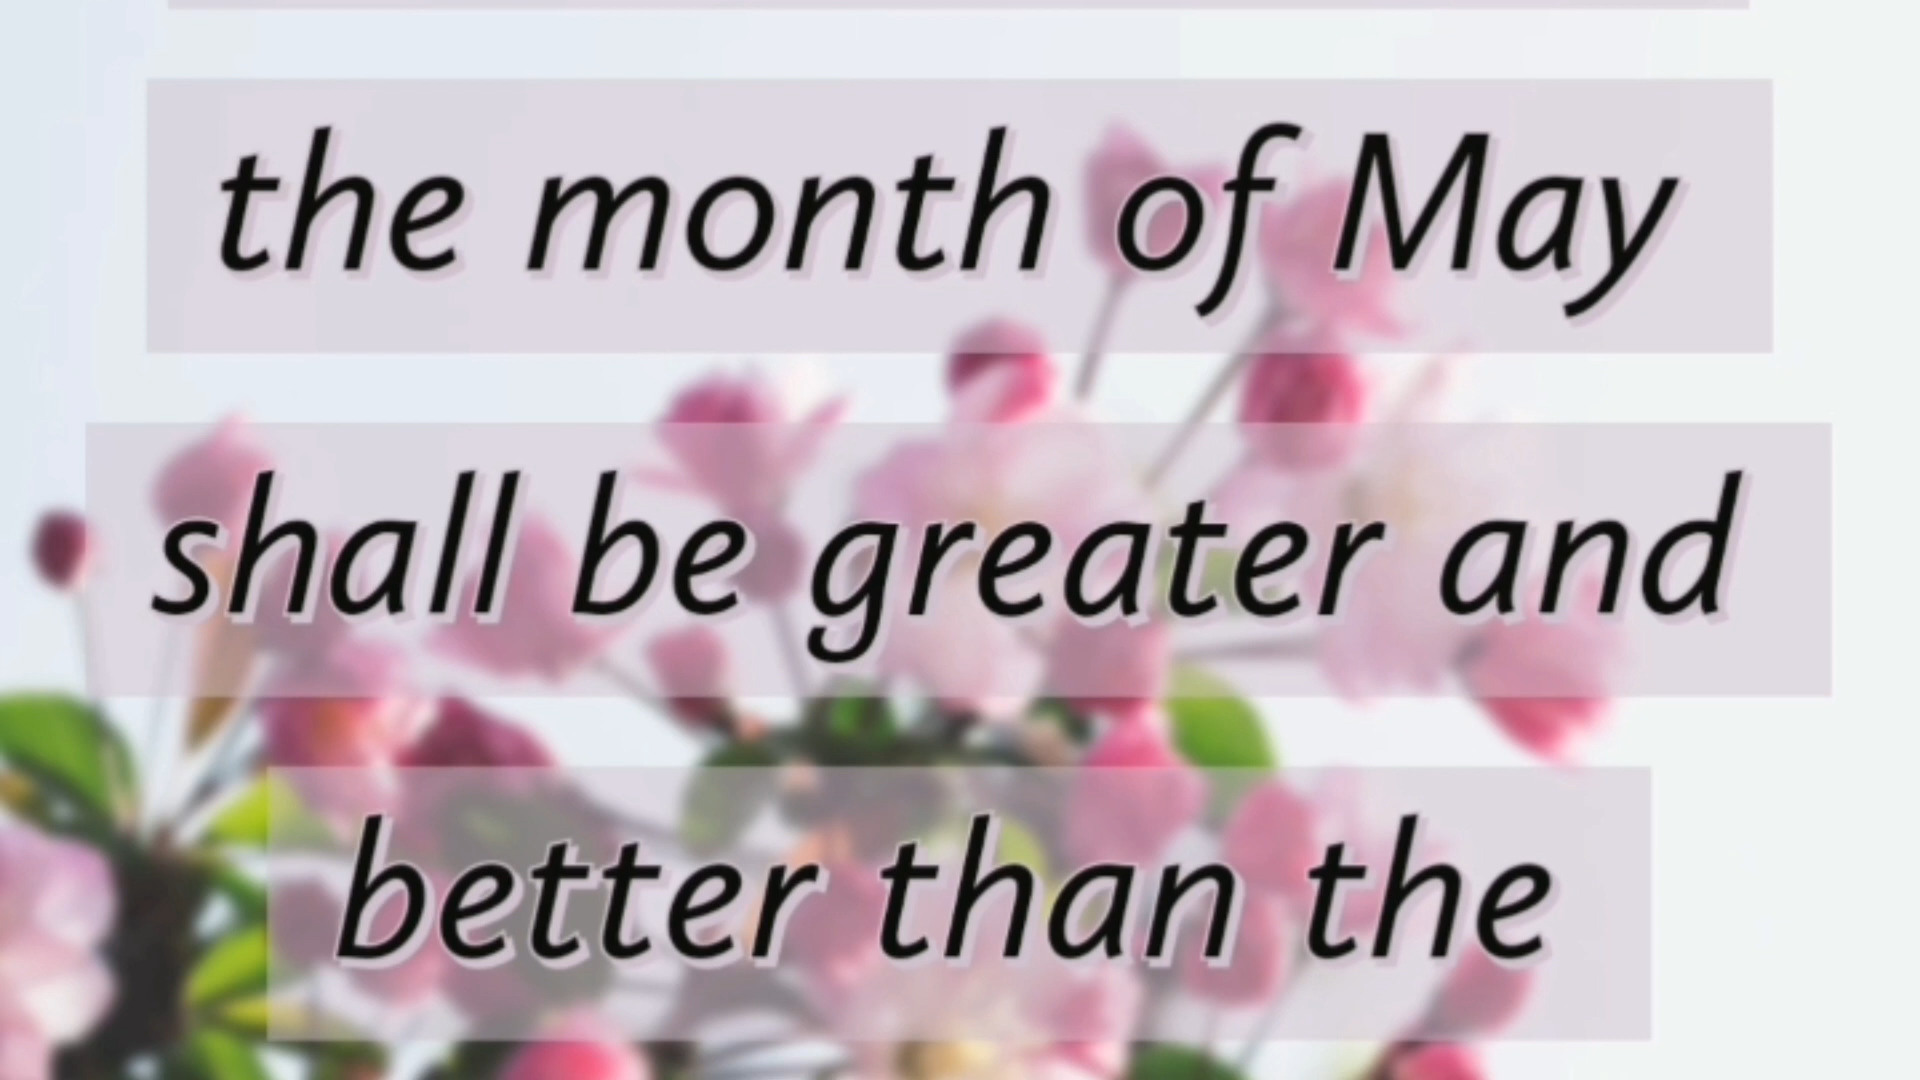 the month of May
shall be greater and
better than the